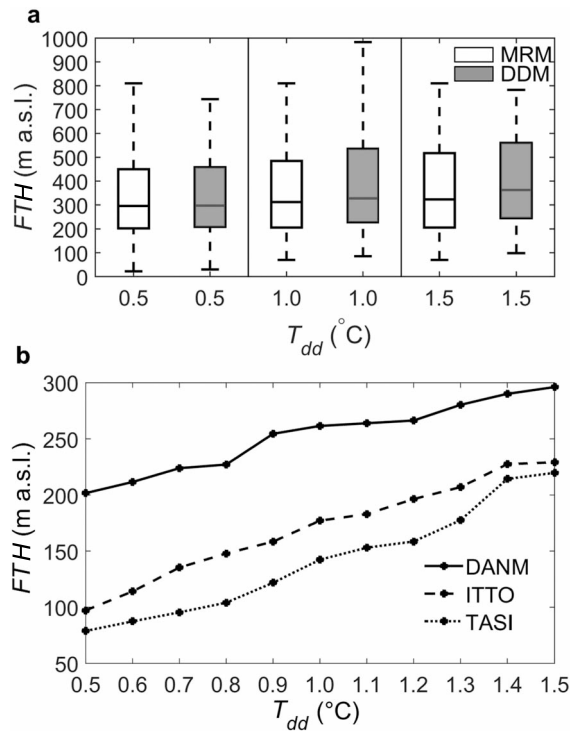 a
1000
900
800
700
600
500
400
300
200
100
0
FTH (m a.s.l.)
MRM
DDM
0.5 0.5 1.0 1.0 1.5 1.5
T_dd (°C)
b
300
250
200
150
100
50
FTH (m a.s.l.)
DANM
ITTO
TASI
0.5 0.6 0.7 0.8 0.9 1.0 1.1 1.2 1.3 1.4 1.5
T_dd (°C)